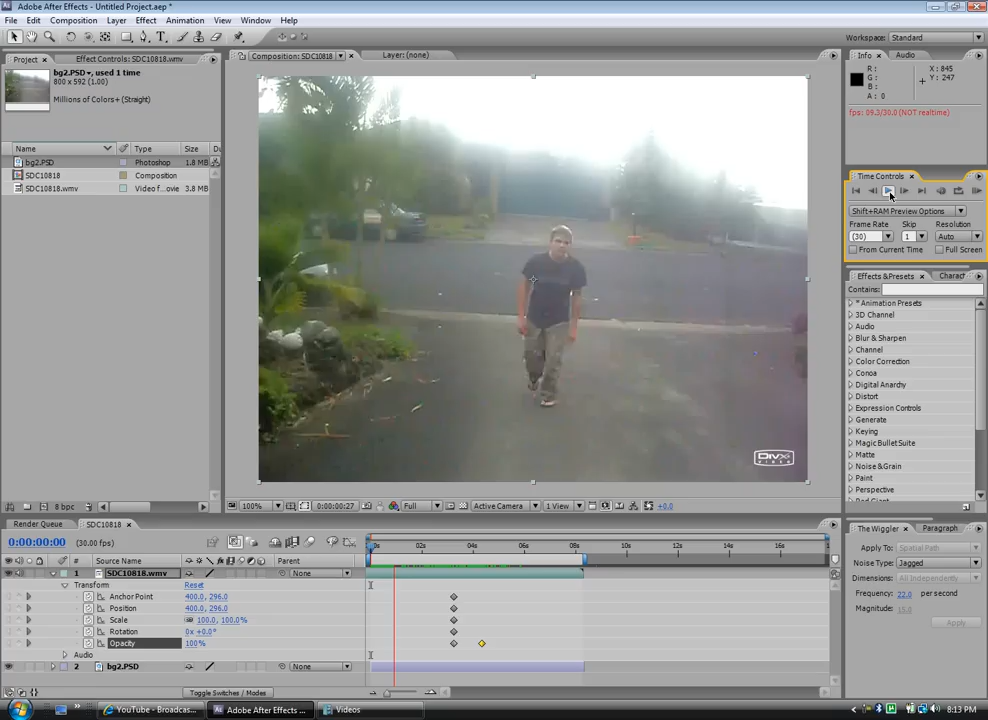 Adobe After Effects - Untitled Project.aep *
File Edit Composition Layer Effect Animation View Window Help
Workspace: Standard
Project × Effect Controls: SDC10818.wmv
bg2.PSD, used 1 time
800 x 592 (1.00)
Millions of Colors+ (Straight)
Name Type Size Du
bg2.PSD Photoshop 1.8 MB
SDC10818 Composition
SDC10818.wmv Video f...ovie 3.8 MB
8 bpc
Composition: SDC10818 × Layer: (none)
DivX
VIDEO
100% 0:00:00:27 Full Active Camera 1 View +0.0
Info × Audio
R : X : 845
G : Y : 247
B :
A : 0
fps: 09.3/30.0 (NOT realtime)
Time Controls ×
Shift+RAM Preview Options
Frame Rate Skip Resolution
(30) 1 Auto
From Current Time Full Screen
Effects & Presets × Charact
Contains:
* Animation Presets
3D Channel
Audio
Blur & Sharpen
Channel
Color Correction
Conoa
Digital Anarchy
Distort
Expression Controls
Generate
Keying
Magic Bullet Suite
Matte
Noise & Grain
Paint
Perspective
Render Queue SDC10818 ×
0:00:00:00 (30.00 fps)
# Source Name Parent
02s 04s 06s 08s 10s 12s 14s 16s
1 SDC10818.wmv None
Transform Reset
Anchor Point 400.0, 296.0
Position 400.0, 296.0
Scale 100.0, 100.0%
Rotation 0x +0.0°
Opacity 100%
Audio
2 bg2.PSD None
Toggle Switches / Modes
The Wiggler × Paragraph
Apply To: Spatial Path
Noise Type: Jagged
Dimensions: All Independently
Frequency: 22.0 per second
Magnitude: 15.0
Apply
YouTube - Broadcas... Adobe After Effects ... Videos
8:13 PM